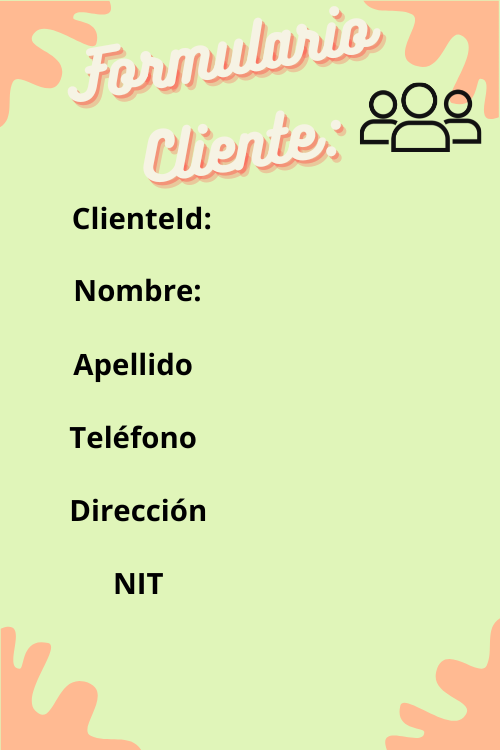 Formulario
Cliente:
ClienteId:
Nombre:
Apellido
Teléfono
Dirección
NIT